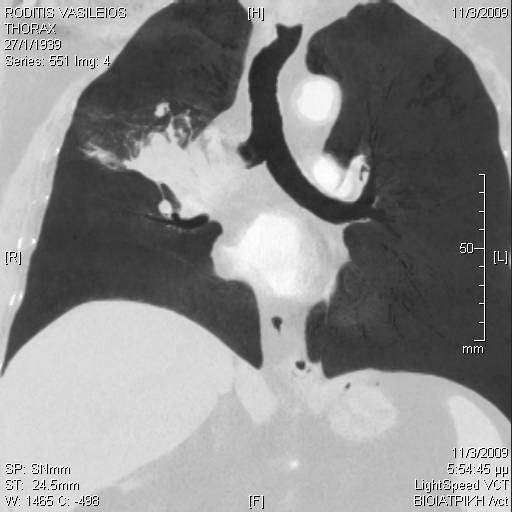 RODITIS VASILEIOS
THORAX
27/1/1939
Series: 551 Img: 4
[H]
11/3/2009
[R]
[L]
50
mm
SP: SNmm
ST: 24.5mm
W: 1465 C: -498
[F]
11/3/2009
5:54:45 μμ
LightSpeed VCT
ΒΙΟΙΑΤΡΙΚΗ Act